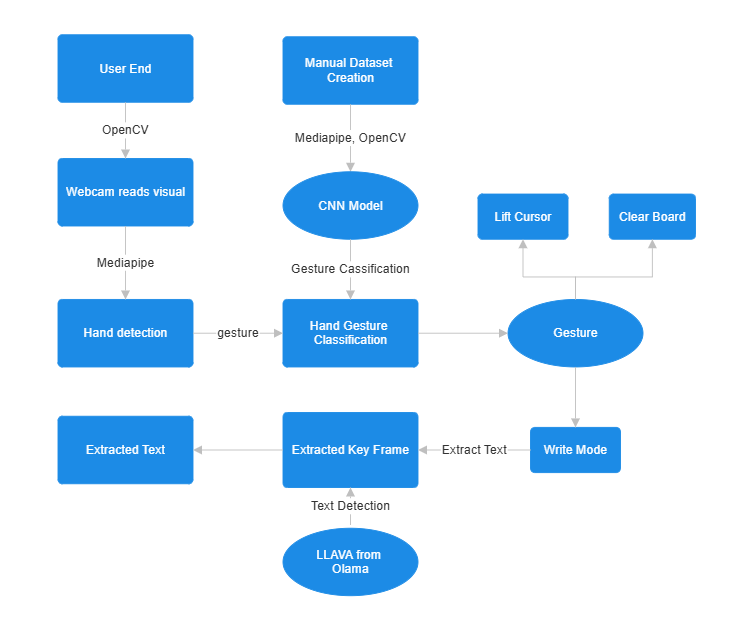 User End
Manual Dataset
Creation
OpenCV
Mediapipe, OpenCV
Webcam reads visual
CNN Model
Lift Cursor
Clear Board
Mediapipe
Gesture Cassification
Hand detection
gesture
Hand Gesture
Classification
Gesture
Extracted Text
Extracted Key Frame
Extract Text
Write Mode
Text Detection
LLAVA from
Olama